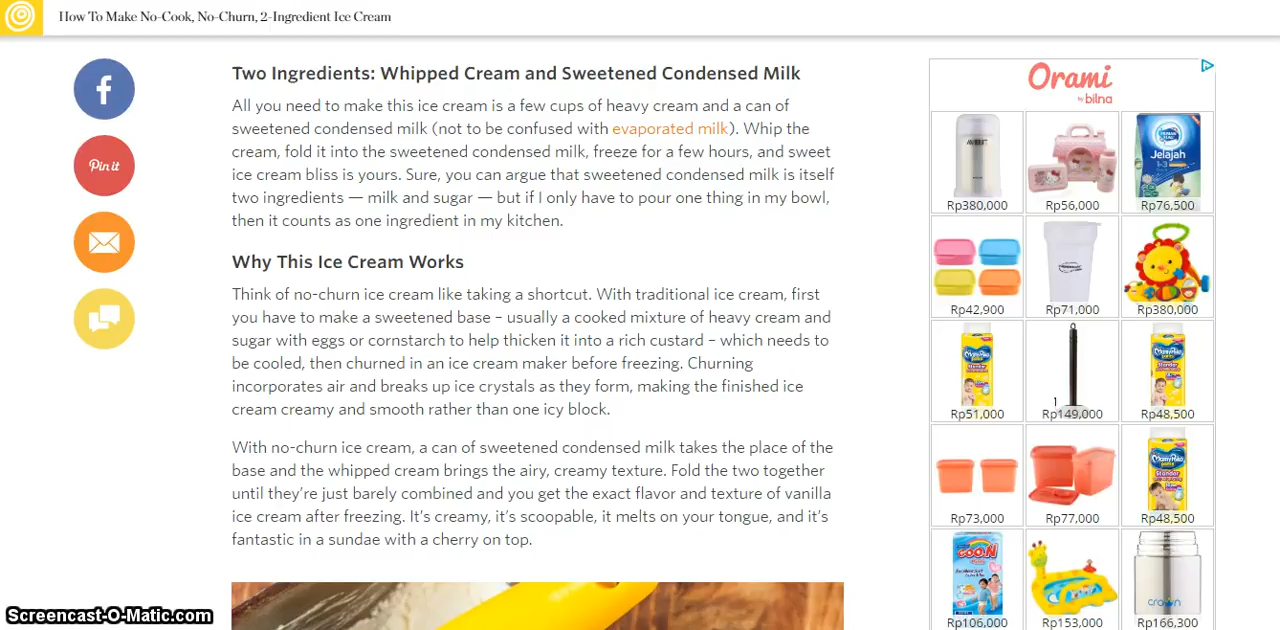 How To Make No-Cook, No-Churn, 2-Ingredient Ice Cream
f
Pin it
Two Ingredients: Whipped Cream and Sweetened Condensed Milk
All you need to make this ice cream is a few cups of heavy cream and a can of
sweetened condensed milk (not to be confused with evaporated milk). Whip the
cream, fold it into the sweetened condensed milk, freeze for a few hours, and sweet
ice cream bliss is yours. Sure, you can argue that sweetened condensed milk is itself
two ingredients — milk and sugar — but if I only have to pour one thing in my bowl,
then it counts as one ingredient in my kitchen.
Why This Ice Cream Works
Think of no-churn ice cream like taking a shortcut. With traditional ice cream, first
you have to make a sweetened base – usually a cooked mixture of heavy cream and
sugar with eggs or cornstarch to help thicken it into a rich custard – which needs to
be cooled, then churned in an ice cream maker before freezing. Churning
incorporates air and breaks up ice crystals as they form, making the finished ice
cream creamy and smooth rather than one icy block.
With no-churn ice cream, a can of sweetened condensed milk takes the place of the
base and the whipped cream brings the airy, creamy texture. Fold the two together
until they're just barely combined and you get the exact flavor and texture of vanilla
ice cream after freezing. It's creamy, it's scoopable, it melts on your tongue, and it's
fantastic in a sundae with a cherry on top.
Orami
by bilna
Jelajah
1-3
Rp380,000 Rp56,000 Rp76,500
Rp42,900 Rp71,000 Rp380,000
1
Rp51,000 Rp149,000 Rp48,500
Rp73,000 Rp77,000 Rp48,500
GOO.N
Rp106,000 Rp153,000 Rp166,300
Screencast-O-Matic.com